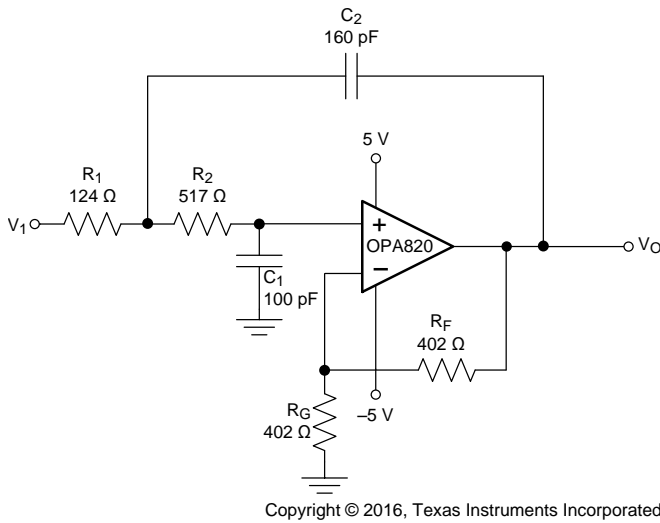 C2
160 pF
5 V
R1
124 Ω
R2
517 Ω
V1
+
OPA820
−
VO
C1
100 pF
RF
402 Ω
–5 V
RG
402 Ω
Copyright © 2016, Texas Instruments Incorporated